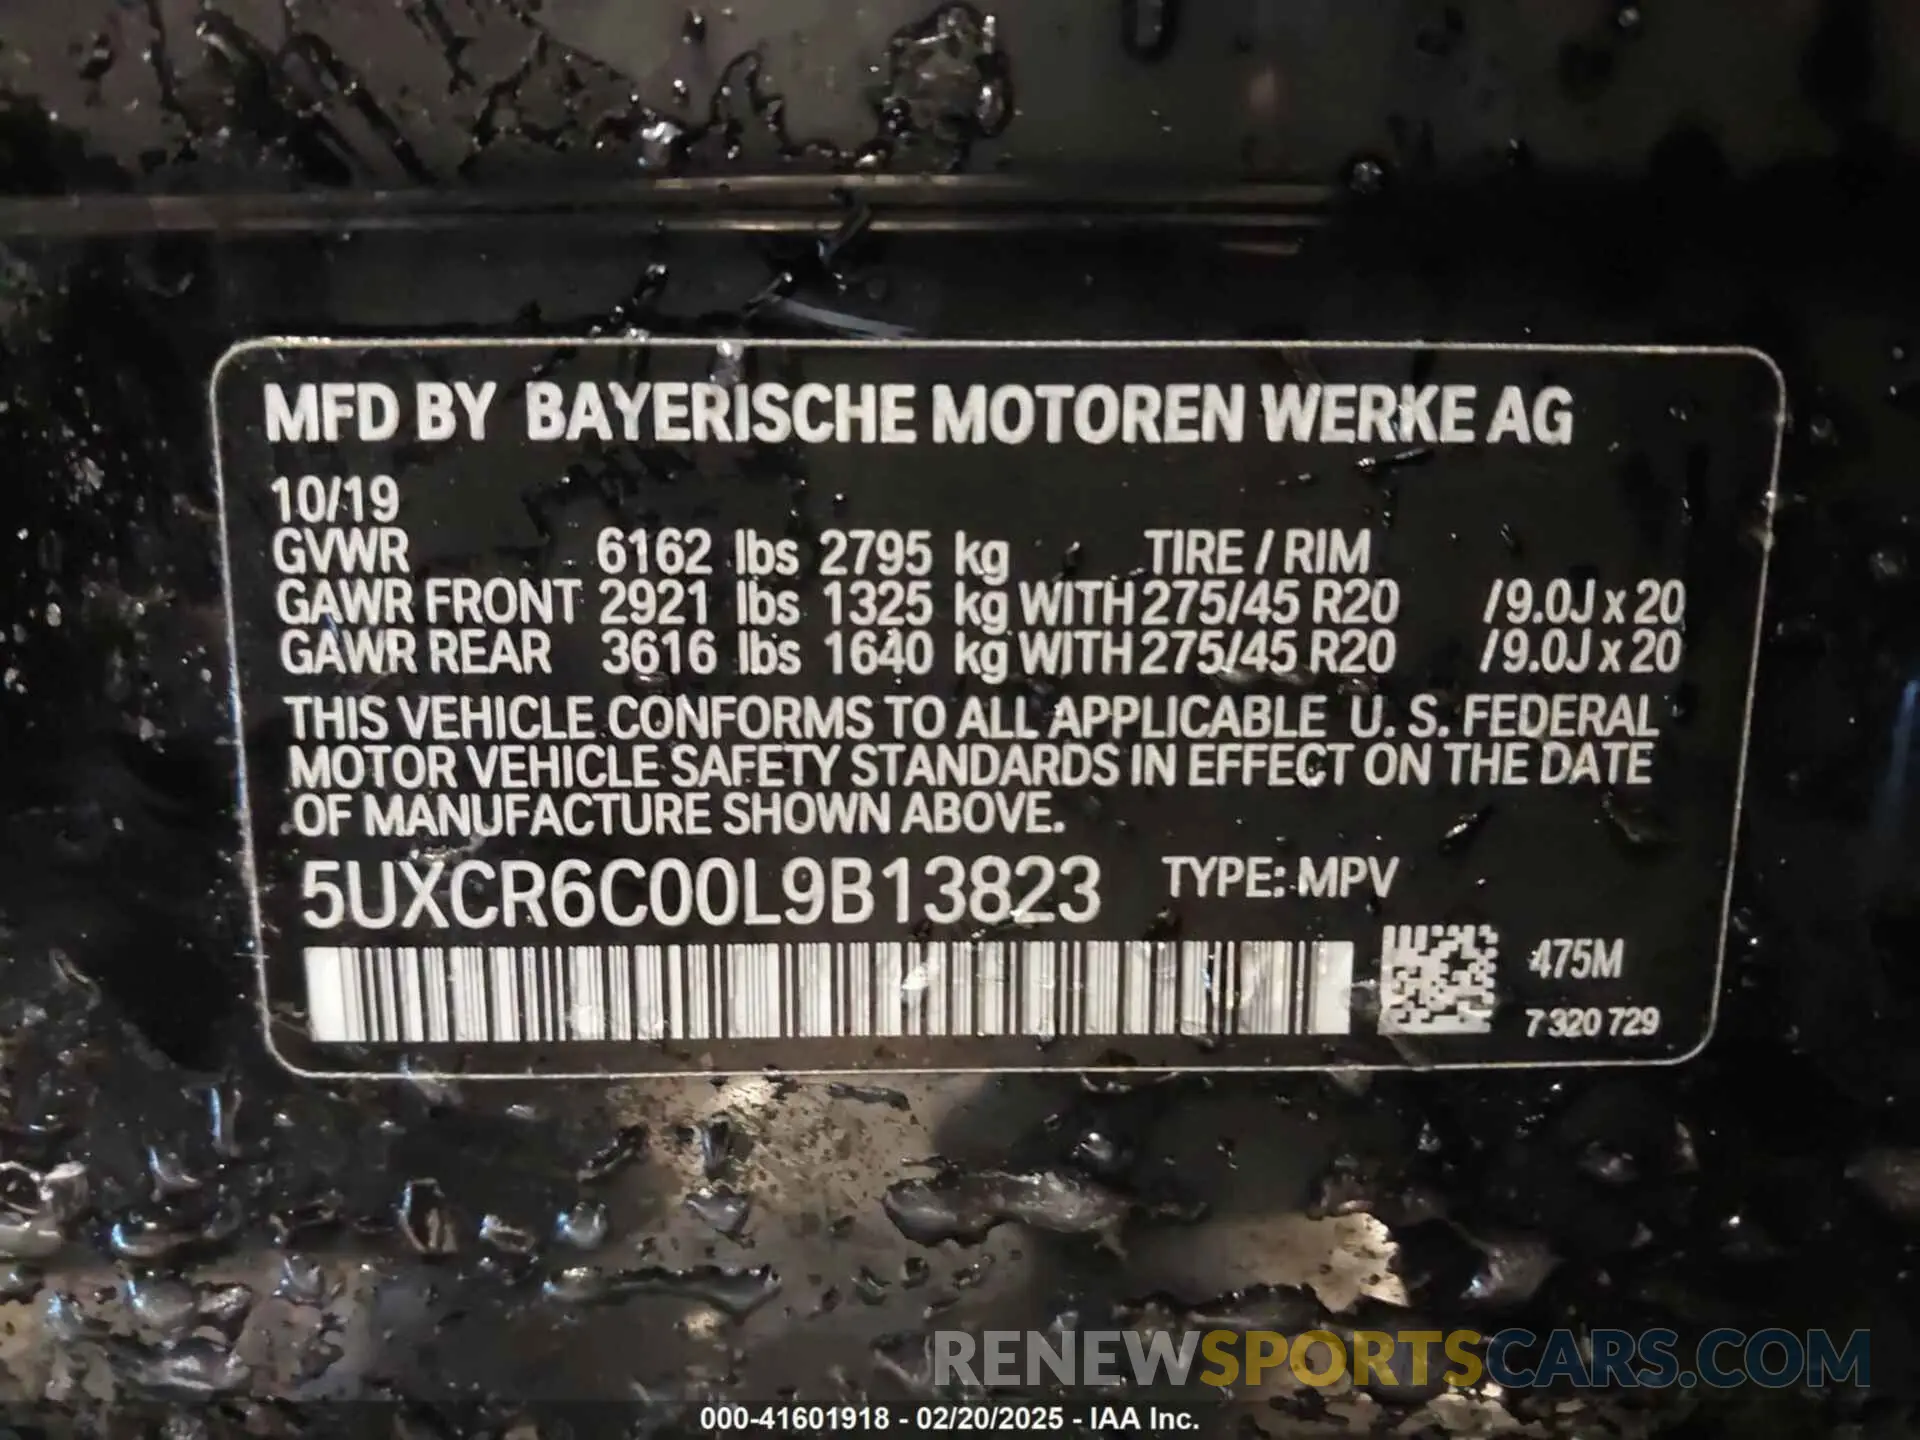 MFD BY BAYERISCHE MOTOREN WERKE AG
10/19
GVWR 6162 lbs 2795 kg TIRE / RIM
GAWR FRONT 2921 lbs 1325 kg WITH 275/45 R20 /9.0J x 20
GAWR REAR 3616 lbs 1640 kg WITH 275/45 R20 /9.0J x 20
THIS VEHICLE CONFORMS TO ALL APPLICABLE U. S. FEDERAL
MOTOR VEHICLE SAFETY STANDARDS IN EFFECT ON THE DATE
OF MANUFACTURE SHOWN ABOVE.
5UXCR6C00L9B13823 TYPE: MPV
475M
7 320 729
RENEWSPORTSCARS.COM
000-41601918 - 02/20/2025 - IAA Inc.